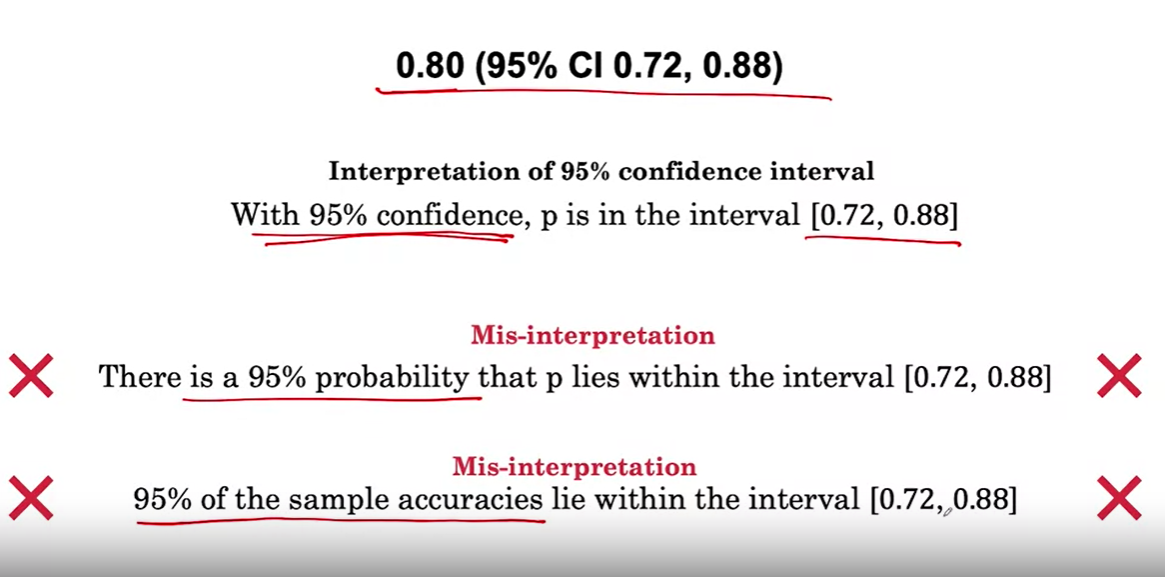 0.80 (95% CI 0.72, 0.88)
Interpretation of 95% confidence interval
With 95% confidence, p is in the interval [0.72, 0.88]
Mis-interpretation
There is a 95% probability that p lies within the interval [0.72, 0.88]
Mis-interpretation
95% of the sample accuracies lie within the interval [0.72, 0.88]